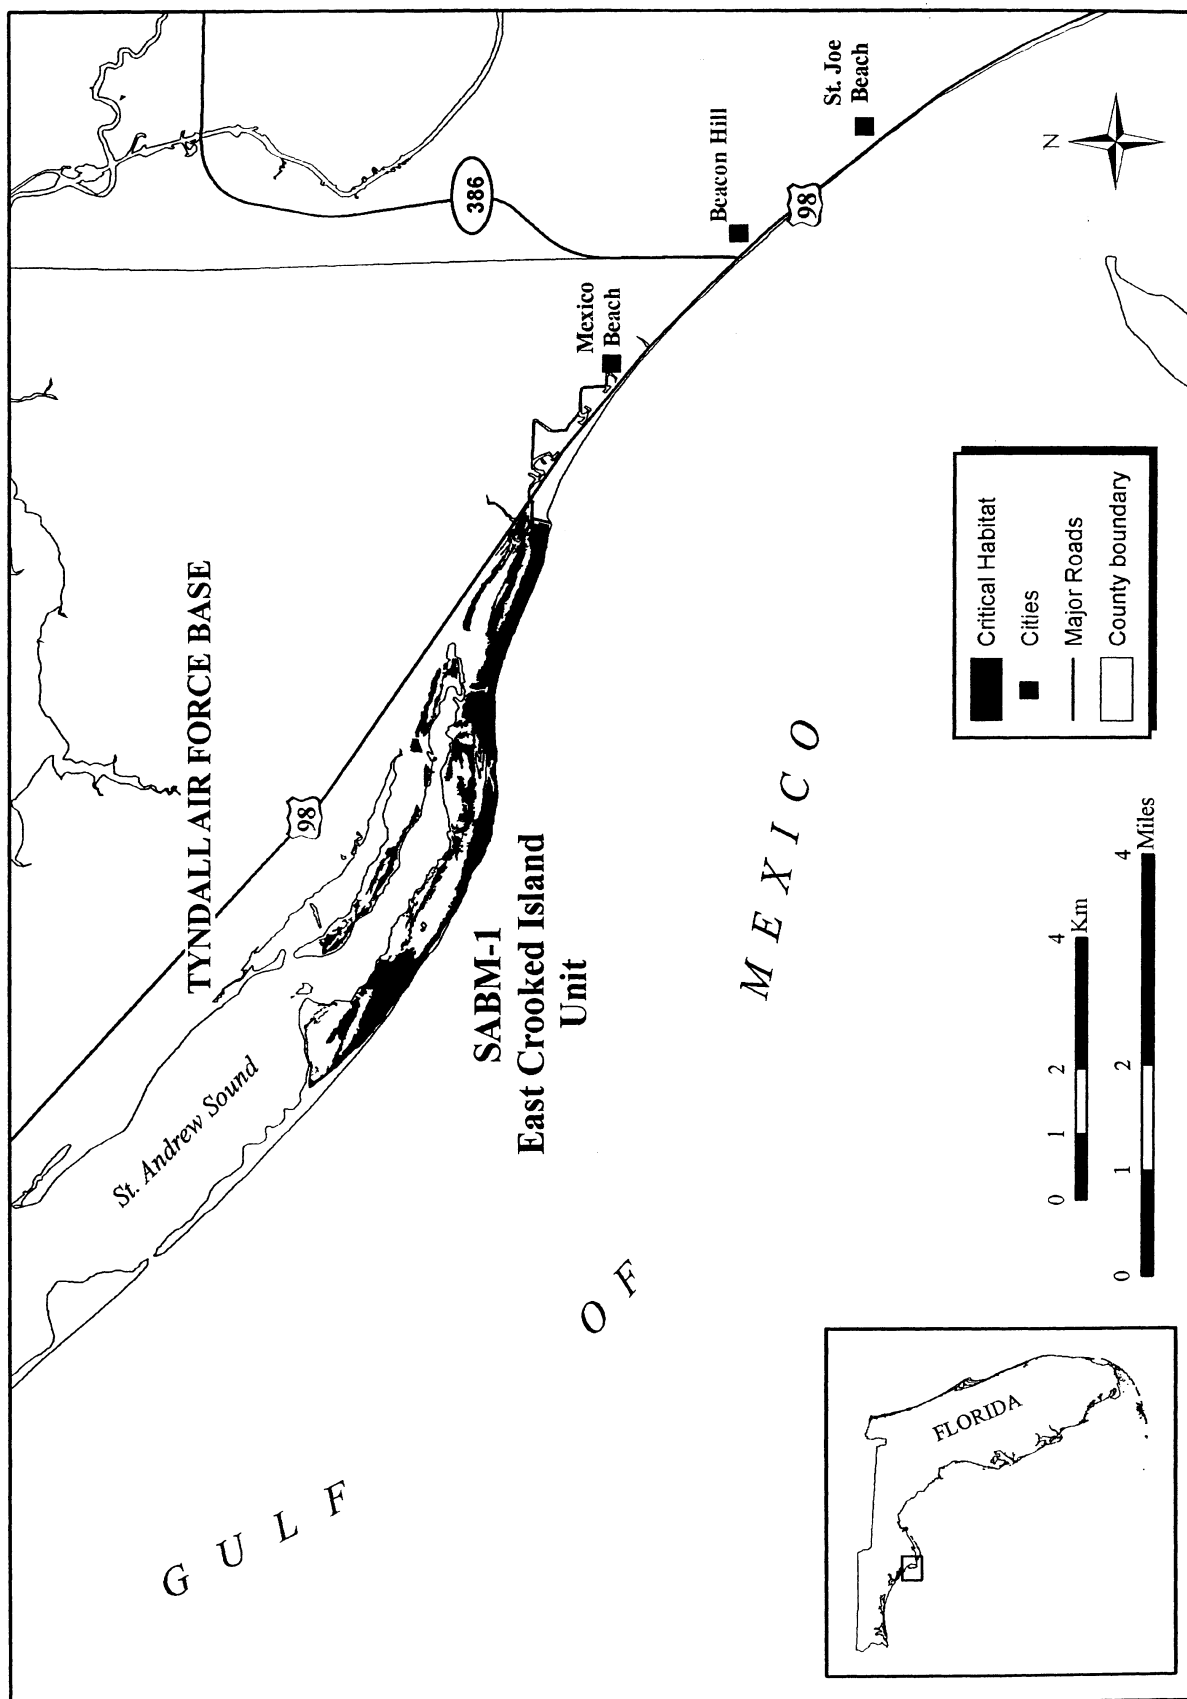 TYNDALL AIR FORCE BASE
98
St. Andrew Sound
SABM-1
East Crooked Island
Unit
Mexico
Beach
386
Beacon Hill
St. Joe
Beach
98
N
GULF
OF
MEXICO
FLORIDA
0 1 2 4
Km
0 1 2 4
Miles
Critical Habitat
Cities
Major Roads
County boundary